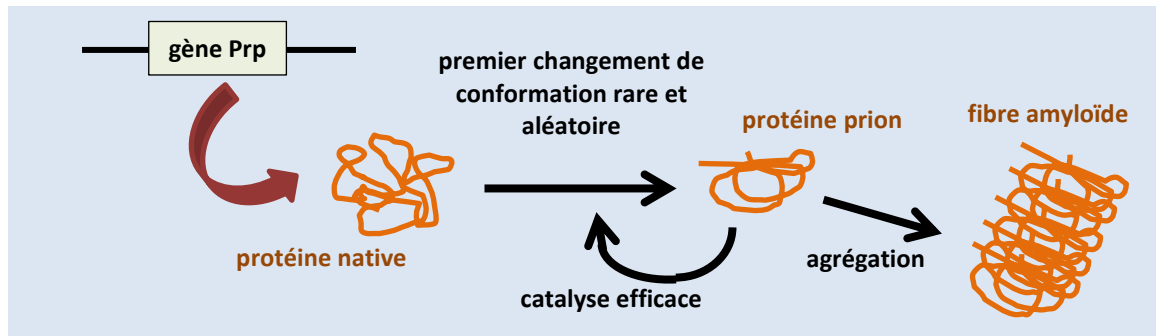 gène Prp
premier changement de
conformation rare et
aléatoire
protéine prion
fibre amyloïde
protéine native
catalyse efficace
agrégation